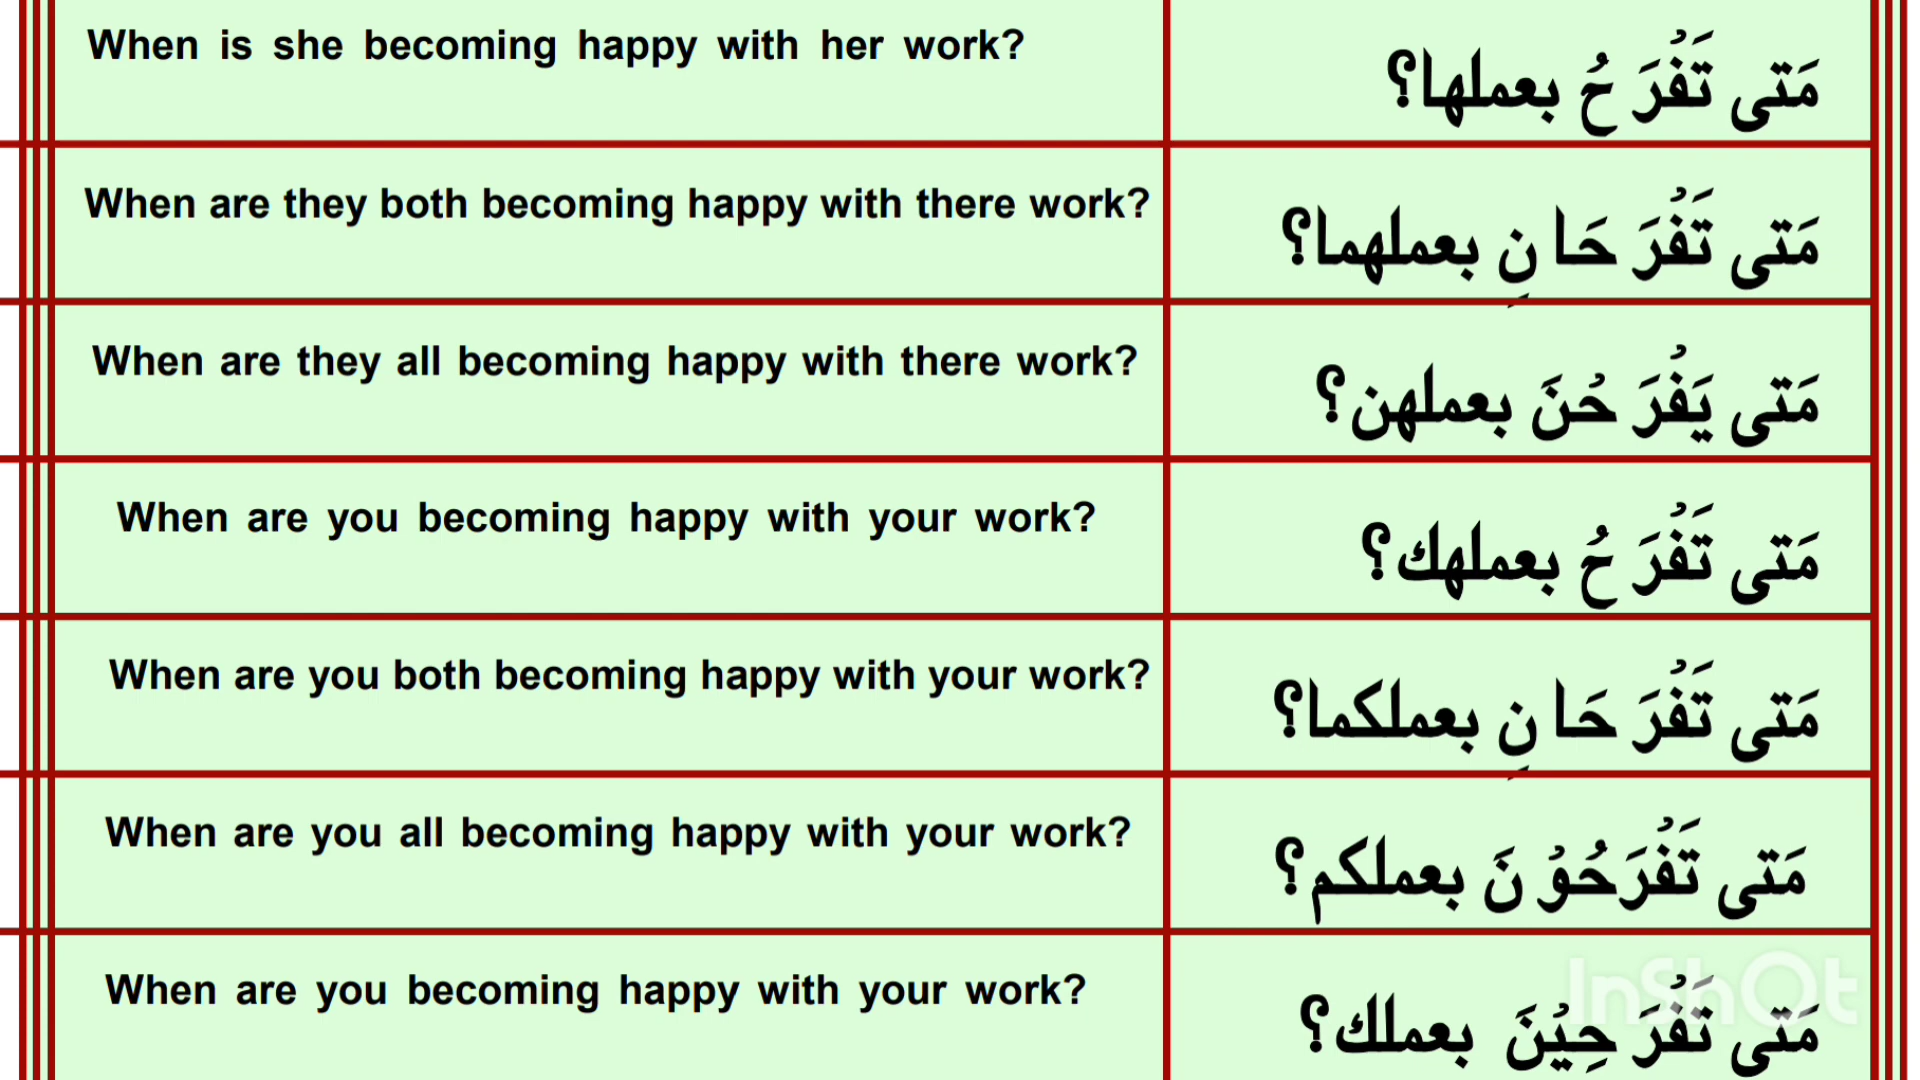 When is she becoming happy with her work?
مَتى تَفُرَ حُ بعملها؟
When are they both becoming happy with there work?
مَتى تَفُرَ حَا نِ بعملهما؟
When are they all becoming happy with there work?
مَتى يَفُرَ حُنَ بعملهن؟
When are you becoming happy with your work?
مَتى تَفُرَ حُ بعملهك؟
When are you both becoming happy with your work?
مَتى تَفُرَ حَا نِ بعملكما؟
When are you all becoming happy with your work?
مَتى تَفُرَحُوُ نَ بعملكم؟
When are you becoming happy with your work?
مَتى تَفُرَ حِيُنَ بعملك؟
InShOt